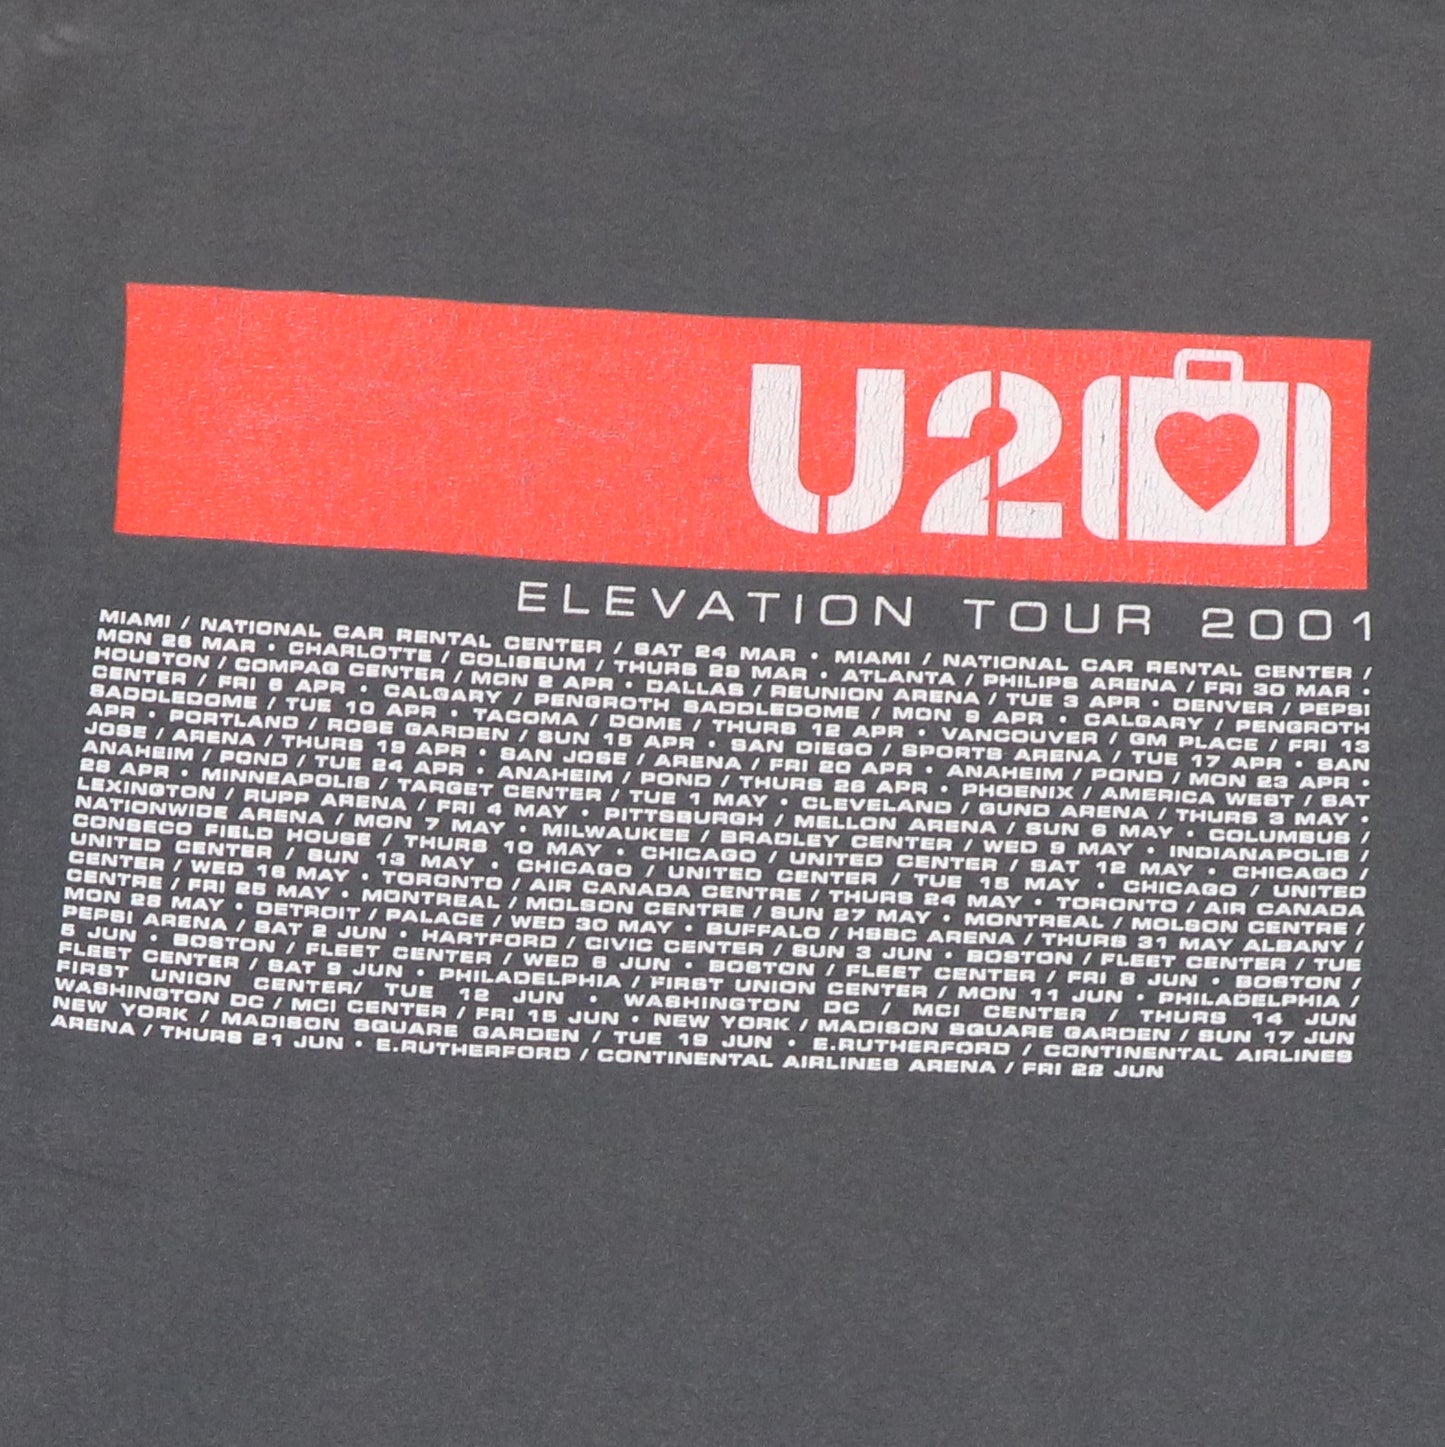 U2
ELEVATION TOUR 2001
MIAMI / NATIONAL CAR RENTAL CENTER / SAT 24 MAR • MIAMI / NATIONAL CAR RENTAL CENTER /
MON 26 MAR • CHARLOTTE / COLISEUM / THURS 29 MAR • ATLANTA / PHILIPS ARENA / FRI 30 MAR •
HOUSTON / COMPAQ CENTER / MON 2 APR • DALLAS / REUNION ARENA / TUE 3 APR • DENVER / PEPSI
CENTER / FRI 6 APR • CALGARY / PENGROTH SADDLEDOME / MON 9 APR • CALGARY / PENGROTH
SADDLEDOME / TUE 10 APR • TACOMA / DOME / THURS 12 APR • VANCOUVER / GM PLACE / FRI 13
APR • PORTLAND / ROSE GARDEN / SUN 15 APR • SAN DIEGO / SPORTS ARENA / TUE 17 APR • SAN
JOSE / ARENA / THURS 19 APR • SAN JOSE / ARENA / FRI 20 APR • ANAHEIM / POND / MON 23 APR •
ANAHEIM / POND / TUE 24 APR • ANAHEIM / POND / THURS 26 APR • PHOENIX / AMERICA WEST / SAT
28 APR • MINNEAPOLIS / TARGET CENTER / TUE 1 MAY • CLEVELAND / GUND ARENA / THURS 3 MAY •
LEXINGTON / RUPP ARENA / FRI 4 MAY • PITTSBURGH / MELLON ARENA / SUN 6 MAY • COLUMBUS /
NATIONWIDE ARENA / MON 7 MAY • MILWAUKEE / BRADLEY CENTER / WED 9 MAY • INDIANAPOLIS /
CONSECO FIELD HOUSE / THURS 10 MAY • CHICAGO / UNITED CENTER / SAT 12 MAY • CHICAGO /
UNITED CENTER / SUN 13 MAY • CHICAGO / UNITED CENTER / TUE 15 MAY • CHICAGO / UNITED
CENTER / WED 16 MAY • TORONTO / AIR CANADA CENTRE / THURS 24 MAY • TORONTO / AIR CANADA
CENTRE / FRI 25 MAY • MONTREAL / MOLSON CENTRE / SUN 27 MAY • MONTREAL / MOLSON CENTRE /
MON 28 MAY • DETROIT / PALACE / WED 30 MAY • BUFFALO / HSBC ARENA / THURS 31 MAY ALBANY /
PEPSI ARENA / SAT 2 JUN • HARTFORD / CIVIC CENTER / SUN 3 JUN • BOSTON / FLEET CENTER / TUE
5 JUN • BOSTON / FLEET CENTER / WED 6 JUN • BOSTON / FLEET CENTER / FRI 8 JUN • BOSTON /
FLEET CENTER / SAT 9 JUN • PHILADELPHIA / FIRST UNION CENTER / MON 11 JUN • PHILADELPHIA /
FIRST UNION CENTER/ TUE 12 JUN • WASHINGTON DC / MCI CENTER / THURS 14 JUN
WASHINGTON DC / MCI CENTER / FRI 15 JUN • NEW YORK / MADISON SQUARE GARDEN / SUN 17 JUN
NEW YORK / MADISON SQUARE GARDEN / TUE 19 JUN • E.RUTHERFORD / CONTINENTAL AIRLINES
ARENA / THURS 21 JUN • E.RUTHERFORD / CONTINENTAL AIRLINES ARENA / FRI 22 JUN